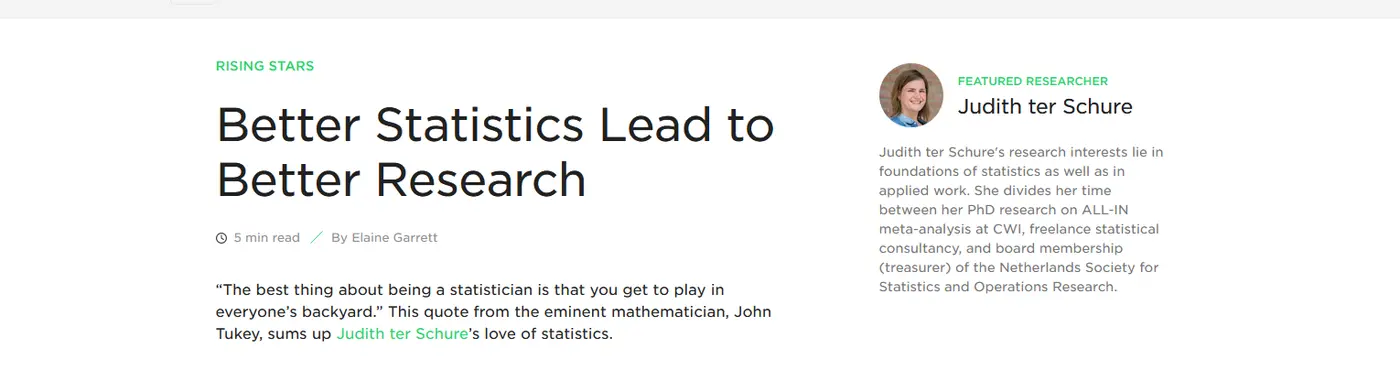 RISING STARS
Better Statistics Lead to
Better Research
5 min read / By Elaine Garrett
“The best thing about being a statistician is that you get to play in
everyone’s backyard.” This quote from the eminent mathematician, John
Tukey, sums up Judith ter Schure’s love of statistics.
FEATURED RESEARCHER
Judith ter Schure
Judith ter Schure's research interests lie in
foundations of statistics as well as in
applied work. She divides her time
between her PhD research on ALL-IN
meta-analysis at CWI, freelance statistical
consultancy, and board membership
(treasurer) of the Netherlands Society for
Statistics and Operations Research.